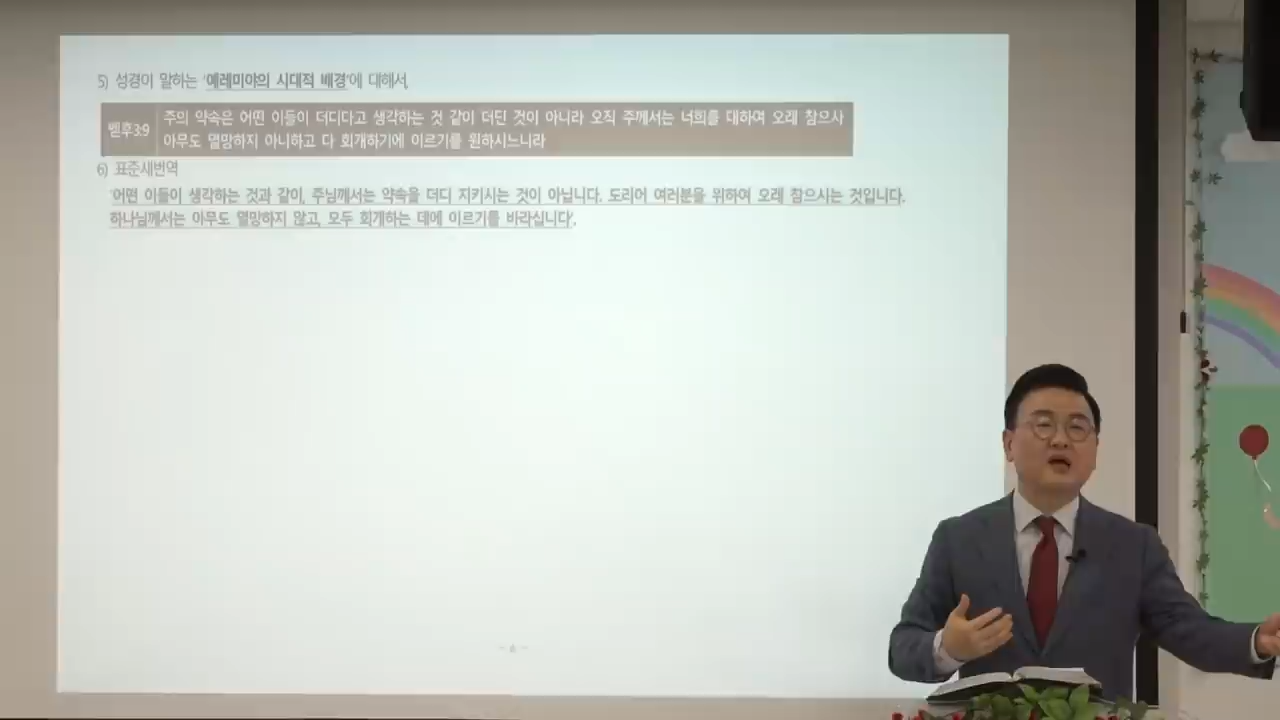 5) 성경이 말하는 '예레미야의 시대적 배경'에 대해서,
벧후3:9 주의 약속은 어떤 이들이 더디다고 생각하는 것 같이 더딘 것이 아니라 오직 주께서는 너희를 대하여 오래 참으사
아무도 멸망하지 아니하고 다 회개하기에 이르기를 원하시느니라
6) 표준새번역
'어떤 이들이 생각하는 것과 같이, 주님께서는 약속을 더디 지키시는 것이 아닙니다. 도리어 여러분을 위하여 오래 참으시는 것입니다.
하나님께서는 아무도 멸망하지 않고, 모두 회개하는 데에 이르기를 바라십니다'.